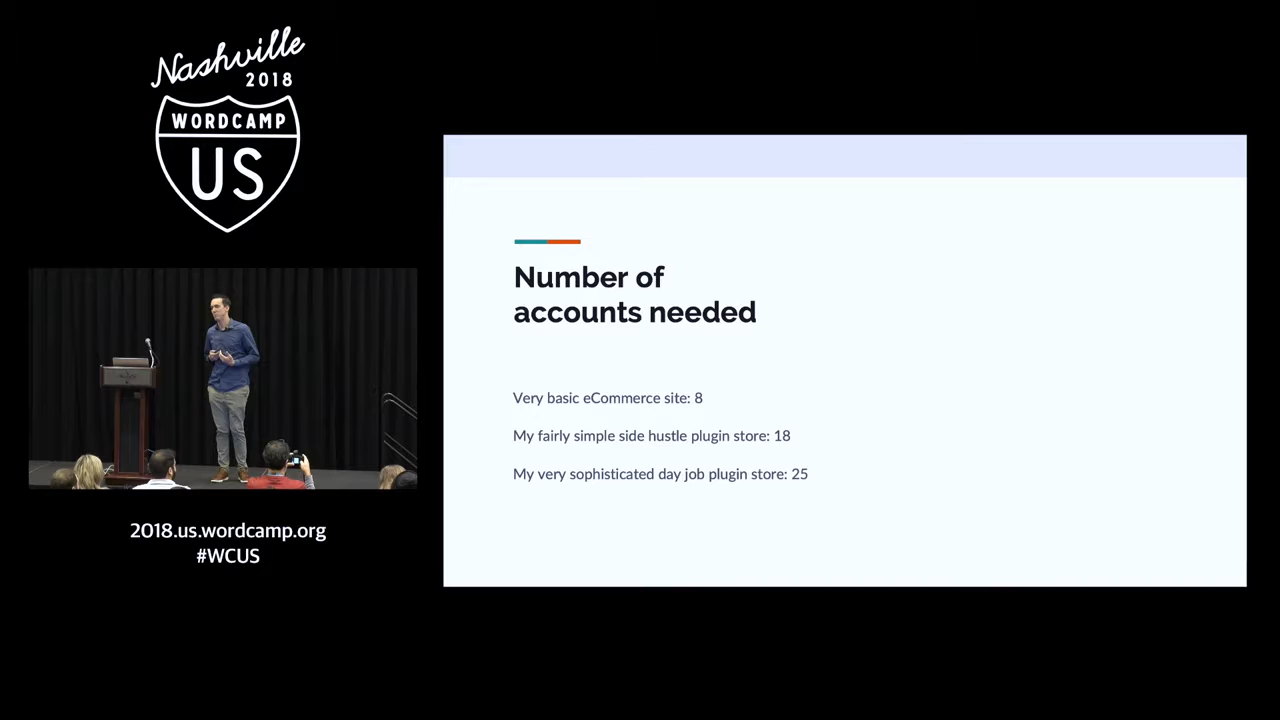 Nashville
2018
WORDCAMP
US
2018.us.wordcamp.org
#WCUS
Number of
accounts needed
Very basic eCommerce site: 8
My fairly simple side hustle plugin store: 18
My very sophisticated day job plugin store: 25